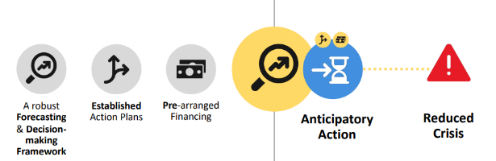 A robust
Forecasting
& Decision-
making
Framework
Established
Action Plans
Pre-arranged
Financing
Anticipatory
Action
Reduced
Crisis